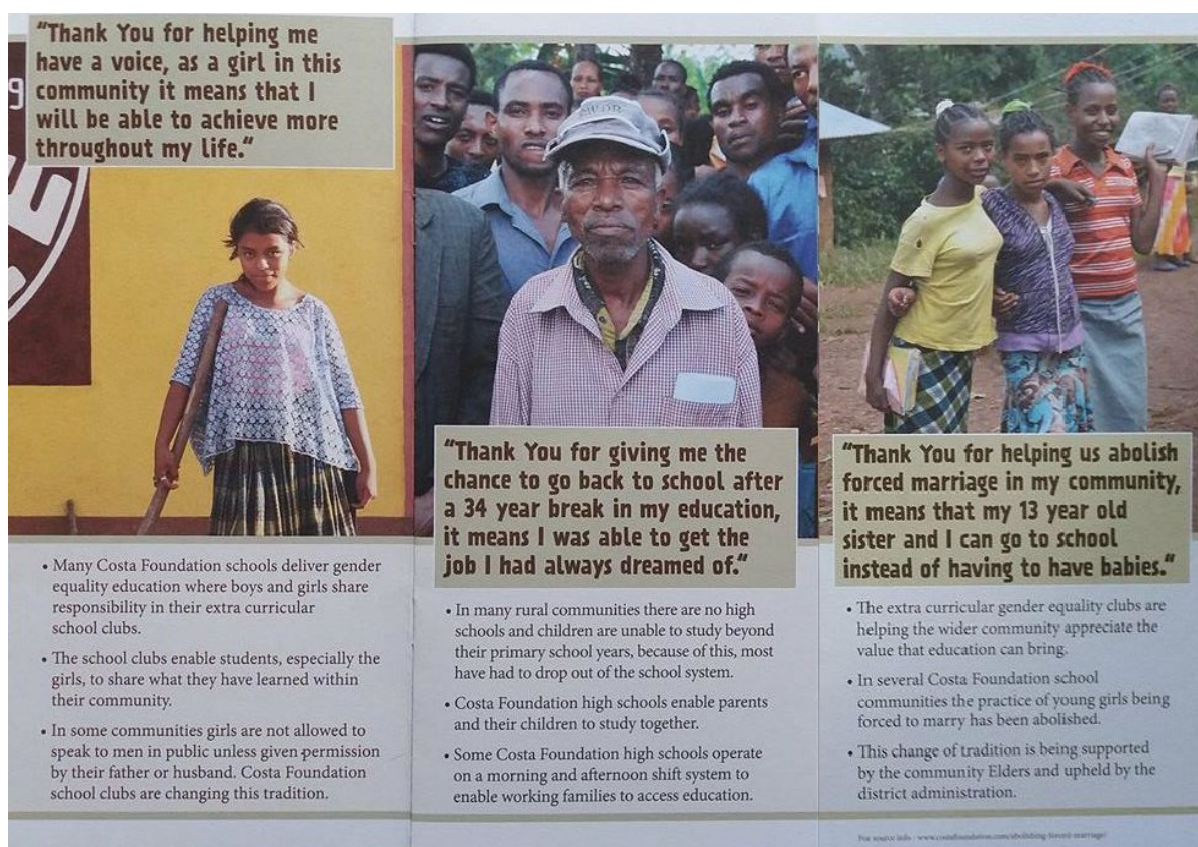 "Thank You for helping me
have a voice, as a girl in this
community it means that I
will be able to achieve more
throughout my life."
• Many Costa Foundation schools deliver gender
equality education where boys and girls share
responsibility in their extra curricular
school clubs.
• The school clubs enable students, especially the
girls, to share what they have learned within
their community.
• In some communities girls are not allowed to
speak to men in public unless given permission
by their father or husband. Costa Foundation
school clubs are changing this tradition.
"Thank You for giving me the
chance to go back to school after
a 34 year break in my education,
it means I was able to get the
job I had always dreamed of."
• In many rural communities there are no high
schools and children are unable to study beyond
their primary school years, because of this, most
have had to drop out of the school system.
• Costa Foundation high schools enable parents
and their children to study together.
• Some Costa Foundation high schools operate
on a morning and afternoon shift system to
enable working families to access education.
"Thank You for helping us abolish
forced marriage in my community,
it means that my 13 year old
sister and I can go to school
instead of having to have babies."
• The extra curricular gender equality clubs are
helping the wider community appreciate the
value that education can bring.
• In several Costa Foundation school
communities the practice of young girls being
forced to marry has been abolished.
• This change of tradition is being supported
by the community Elders and upheld by the
district administration.
For source info : www.costafoundation.com/abolishing-forced-marriage/